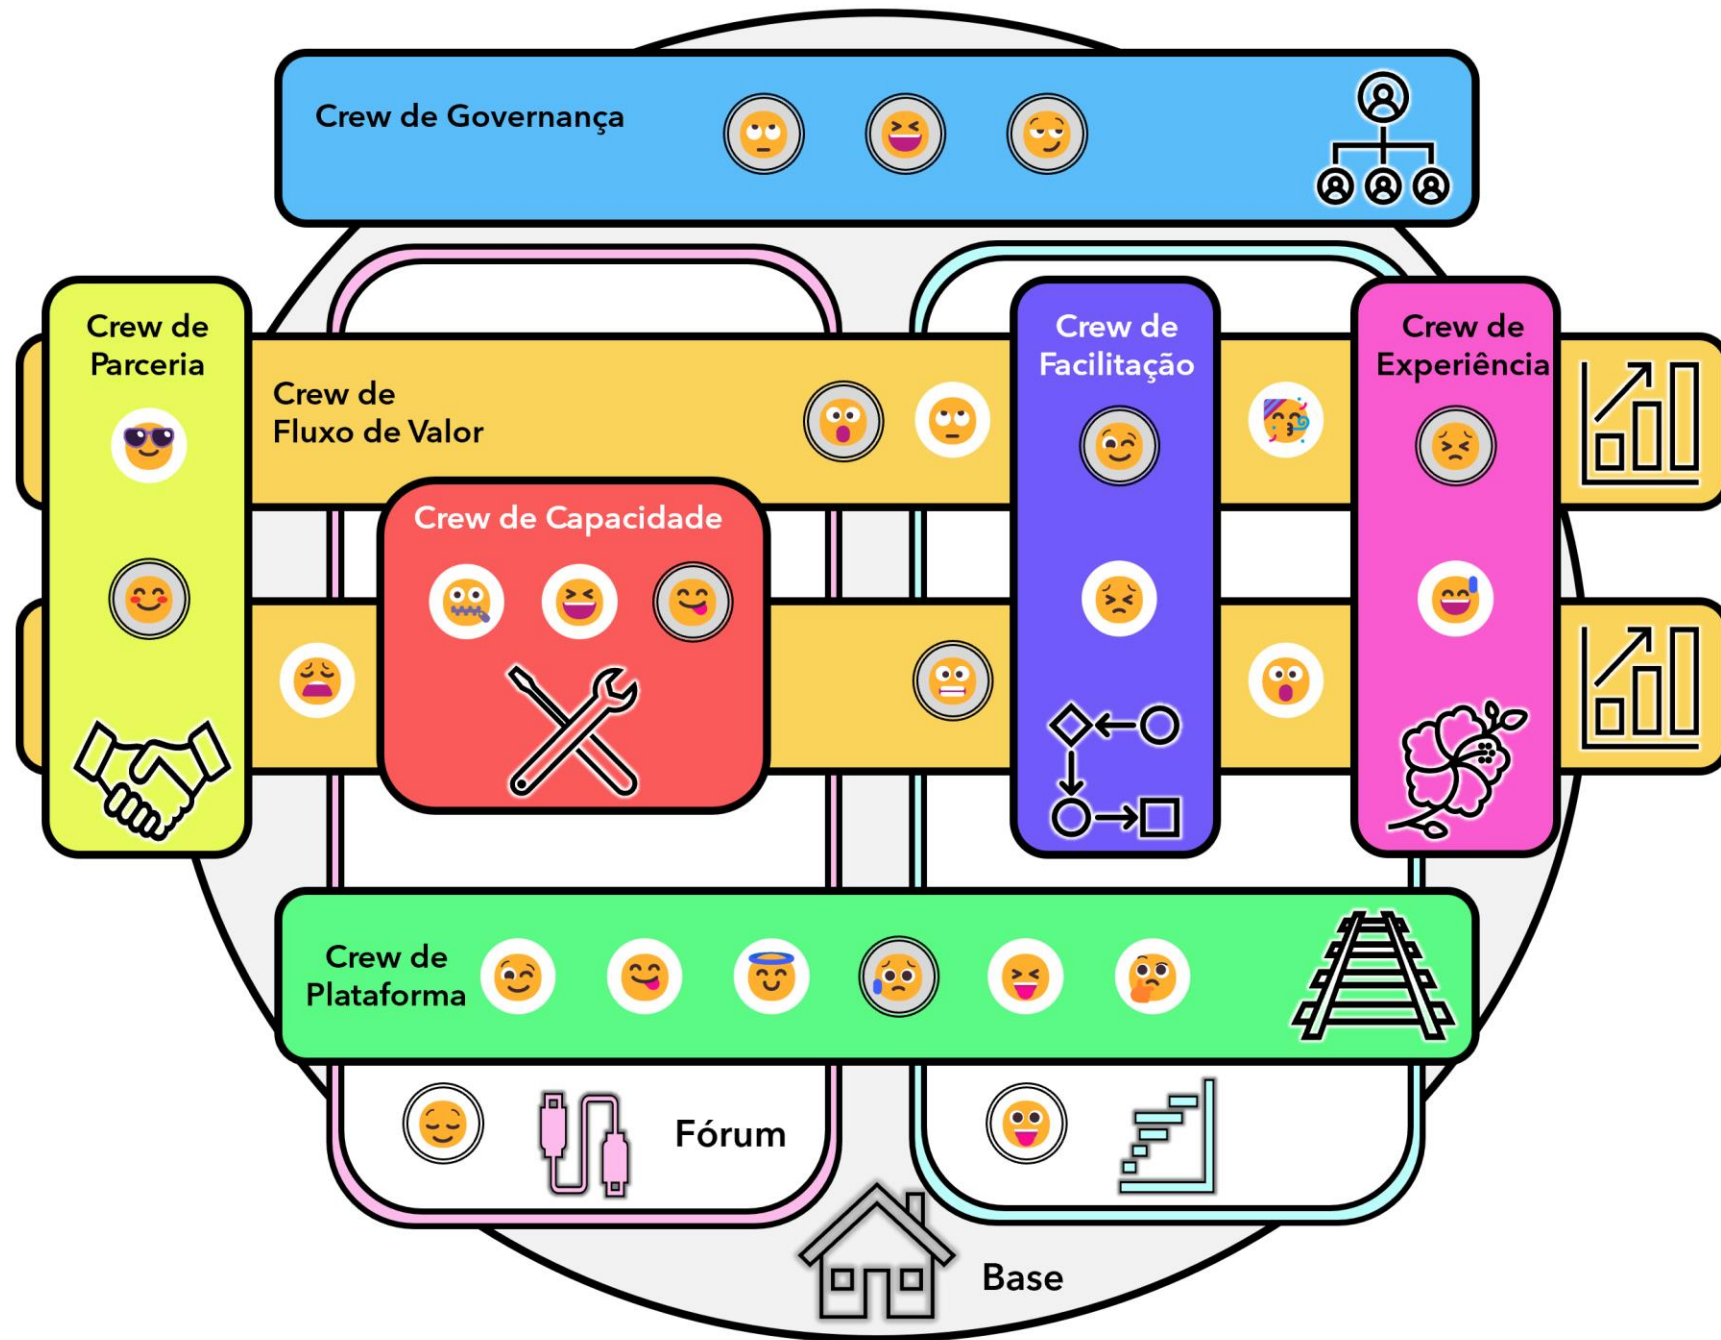 Crew de Governança
Crew de
Parceria
Crew de
Fluxo de Valor
Crew de
Facilitação
Crew de
Experiência
Crew de Capacidade
Crew de
Plataforma
Fórum
Base